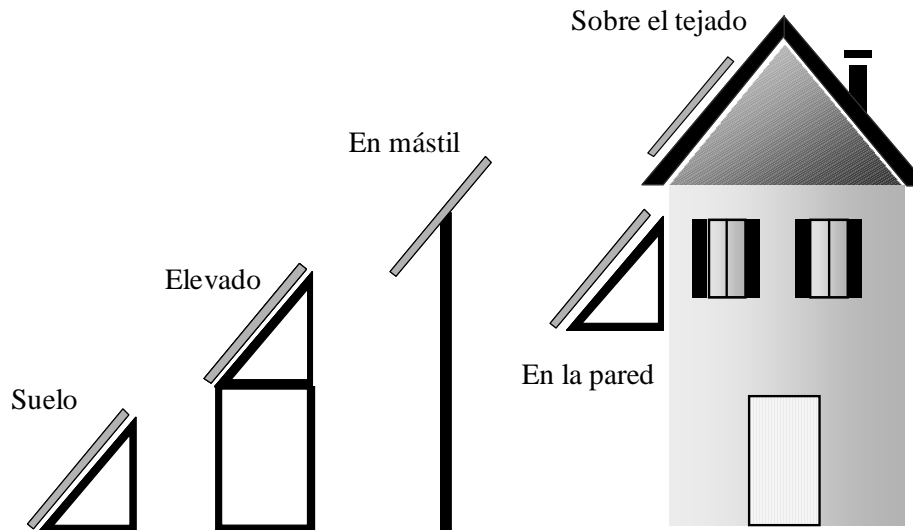 Sobre el tejado
En mástil
Elevado
En la pared
Suelo